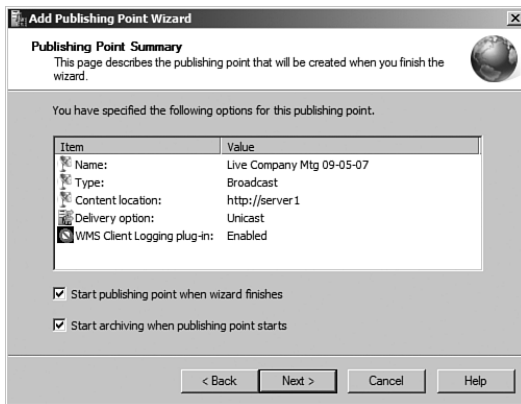 Add Publishing Point Wizard
Publishing Point Summary
This page describes the publishing point that will be created when you finish the
wizard.
You have specified the following options for this publishing point.
Item Value
Name: Live Company Mtg 09-05-07
Type: Broadcast
Content location: http://server1
Delivery option: Unicast
WMS Client Logging plug-in: Enabled
Start publishing point when wizard finishes
Start archiving when publishing point starts
< Back Next > Cancel Help